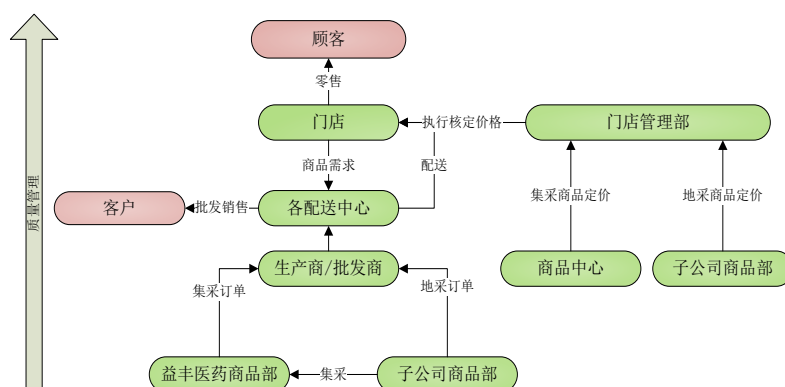 顾客
零售
门店
执行核定价格
门店管理部
商品需求
配送
集采商品定价
地采商品定价
质量管理
客户
批发销售
各配送中心
生产商/批发商
商品中心
子公司商品部
集采订单
地采订单
益丰医药商品部
集采
子公司商品部